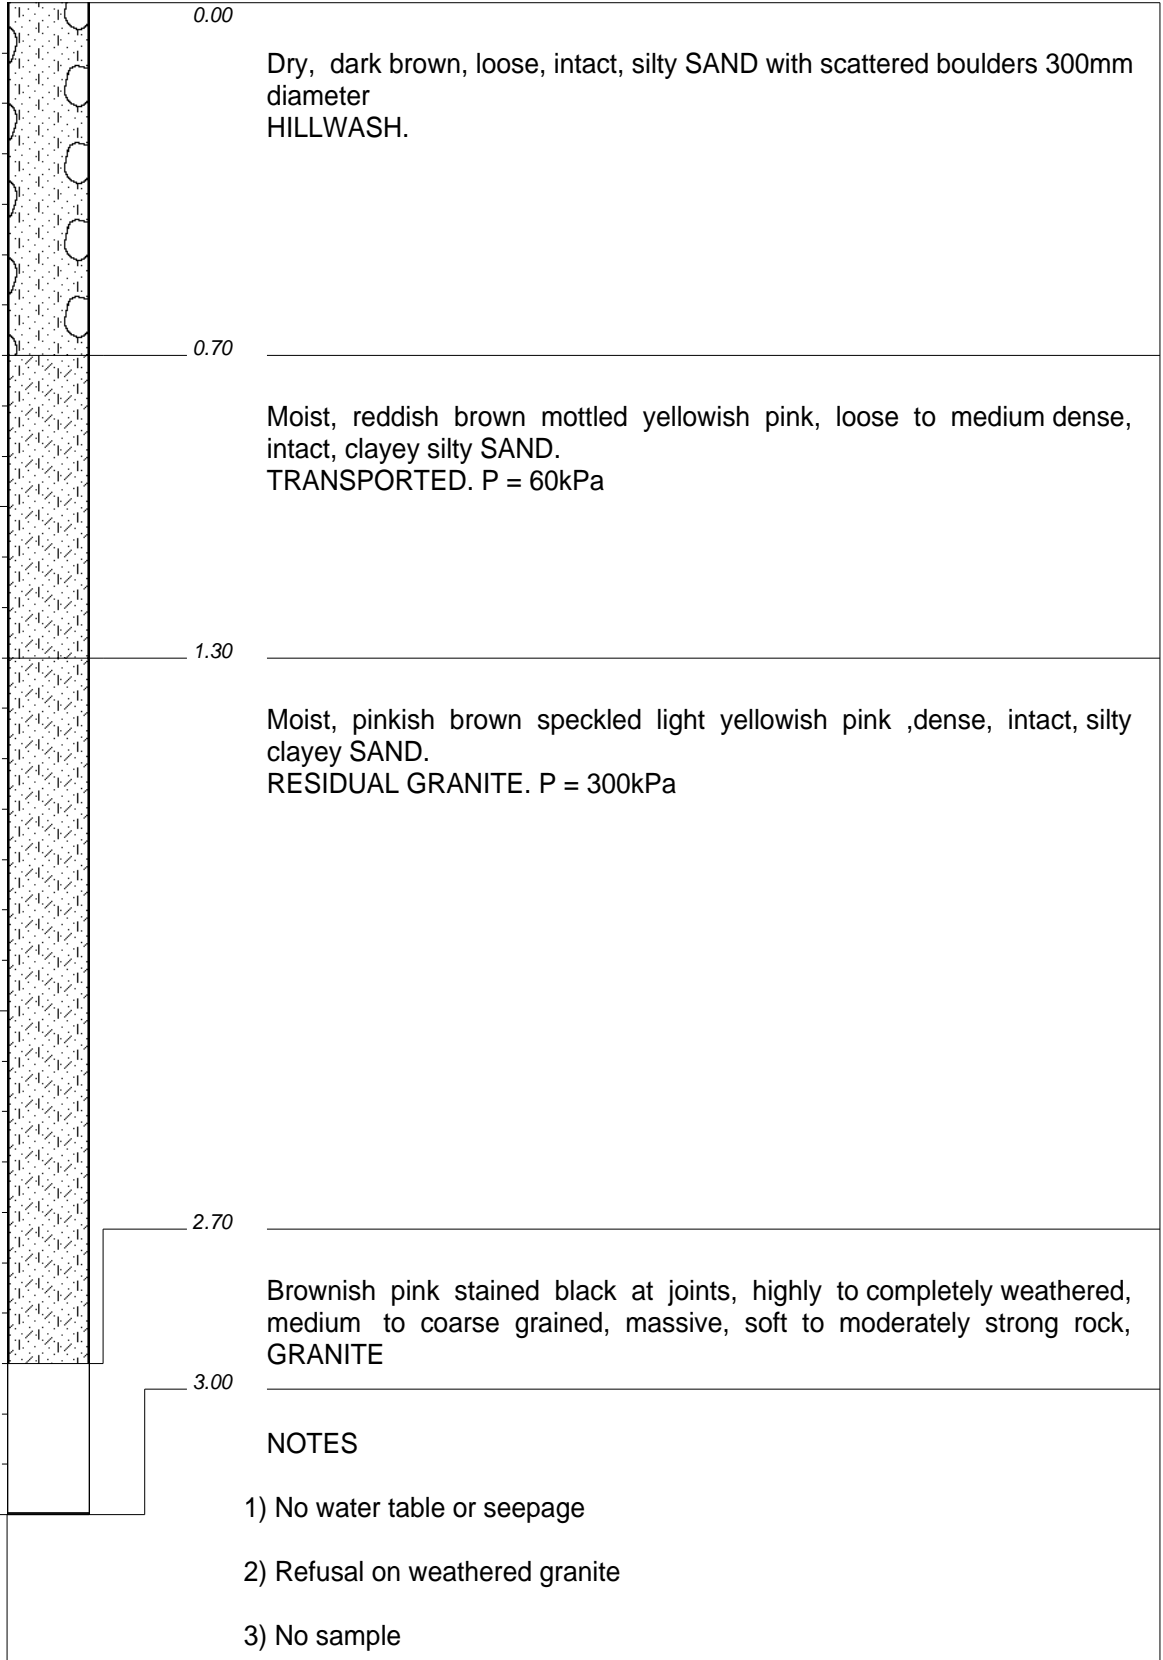 0.00
Dry, dark brown, loose, intact, silty SAND with scattered boulders 300mm
diameter
HILLWASH.
0.70
Moist, reddish brown mottled yellowish pink, loose to medium dense,
intact, clayey silty SAND.
TRANSPORTED. P = 60kPa
1.30
Moist, pinkish brown speckled light yellowish pink ,dense, intact, silty
clayey SAND.
RESIDUAL GRANITE. P = 300kPa
2.70
Brownish pink stained black at joints, highly to completely weathered,
medium to coarse grained, massive, soft to moderately strong rock,
GRANITE
3.00
NOTES
1) No water table or seepage
2) Refusal on weathered granite
3) No sample